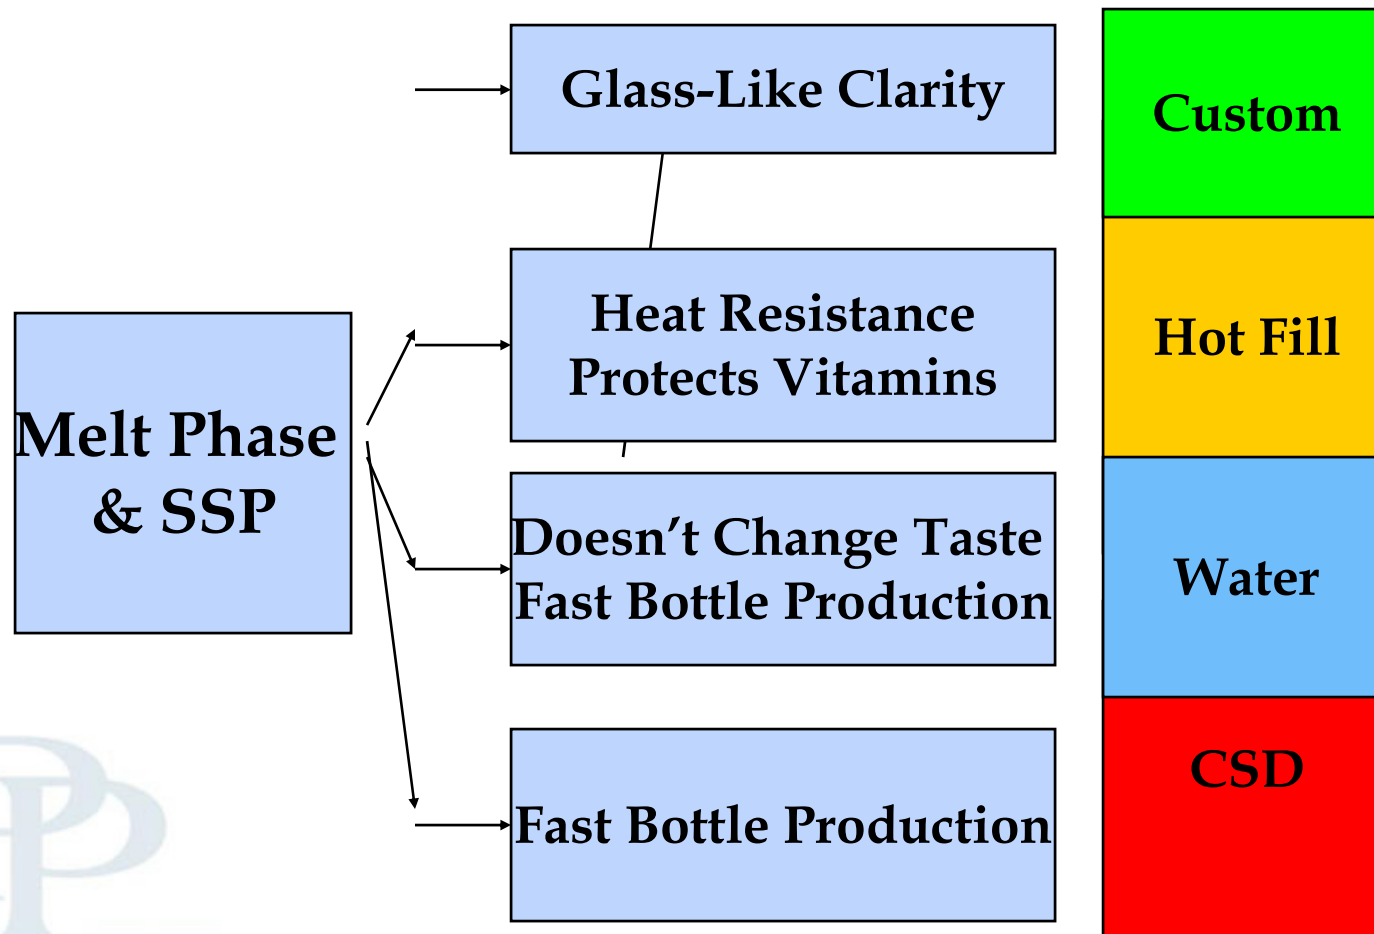 Glass-Like Clarity
Custom
Heat Resistance
Protects Vitamins
Hot Fill
Melt Phase
& SSP
Doesn’t Change Taste
Fast Bottle Production
Water
Fast Bottle Production
CSD